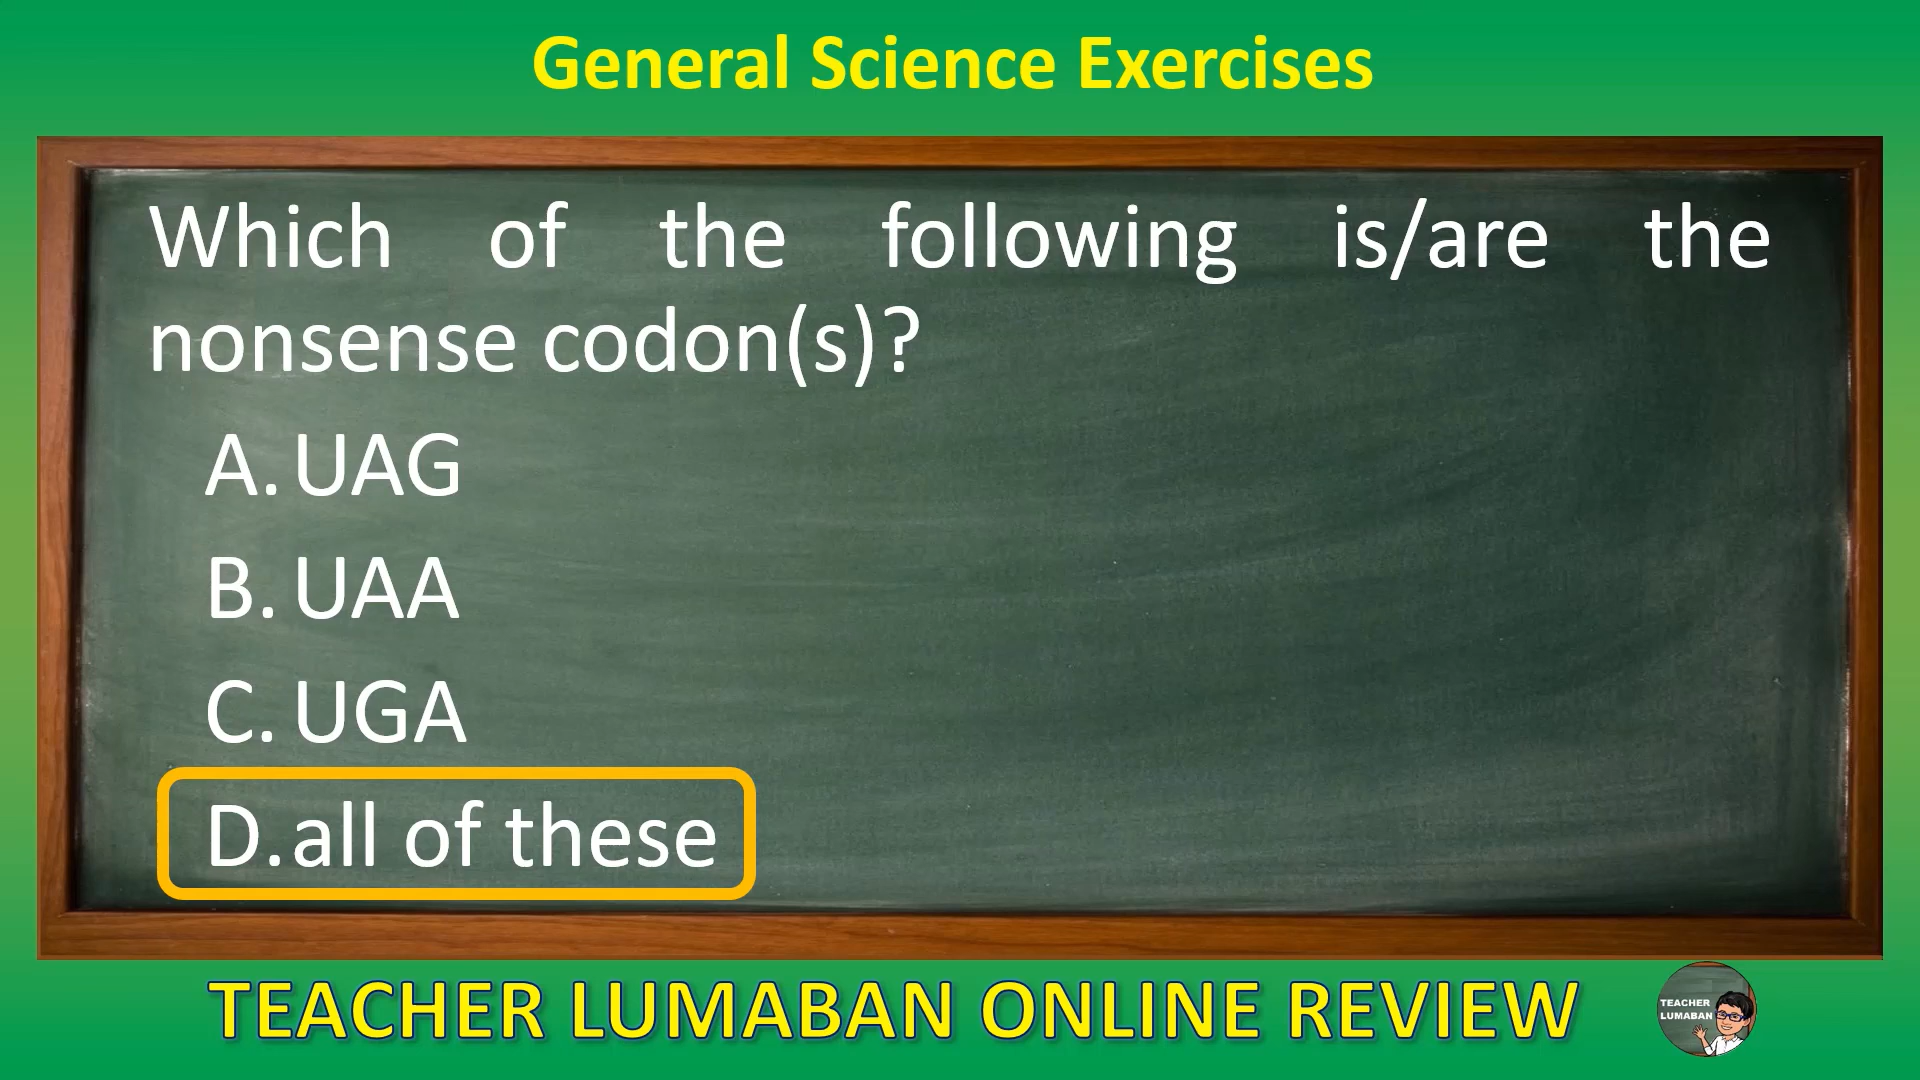 General Science Exercises
Which of the following is/are the
nonsense codon(s)?
A. UAG
B. UAA
C. UGA
D. all of these
TEACHER LUMABAN ONLINE REVIEW
TEACHER
LUMABAN